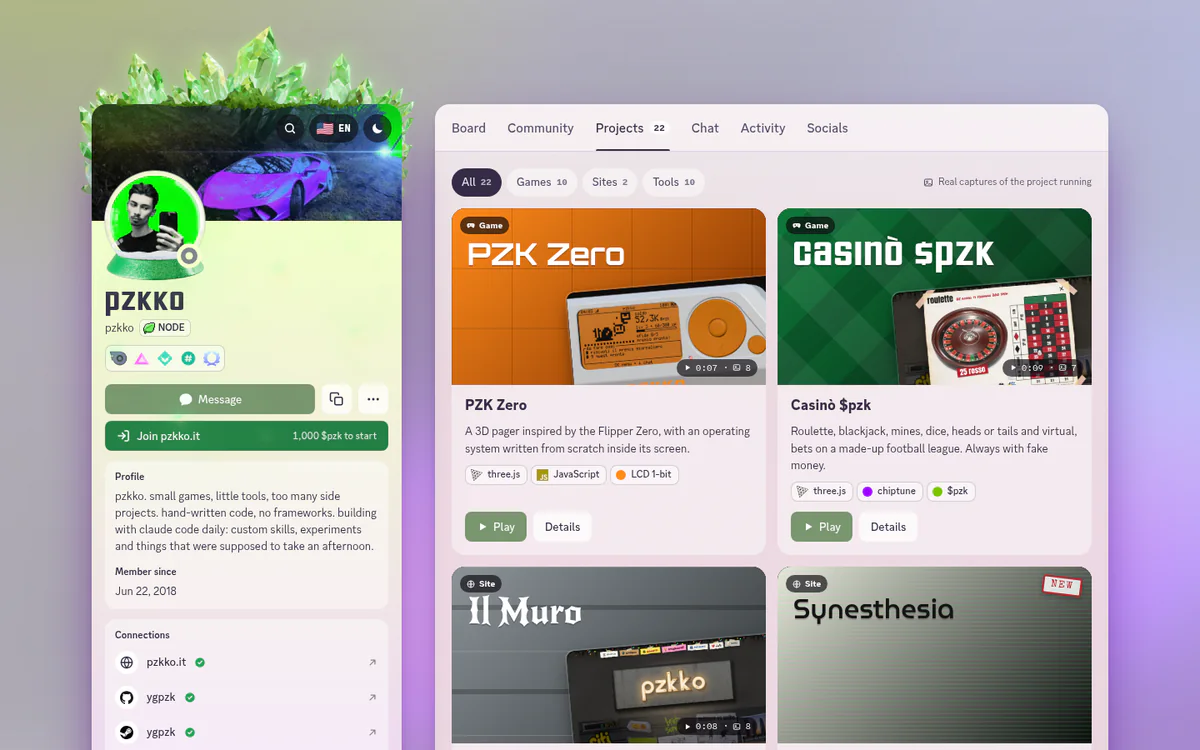 EN
pzkko
pzkko NODE
Message
Join pzkko.it 1,000 $pzk to start
Profile
pzkko. small games, little tools, too many side
projects. hand-written code, no frameworks. building
with claude code daily: custom skills, experiments
and things that were supposed to take an afternoon.
Member since
Jun 22, 2018
Connections
pzkko.it
ygpzk
ygpzk
Board Community Projects 22 Chat Activity Socials
All 22 Games 10 Sites 2 Tools 10
Real captures of the project running
Game
PZK Zero
52,3K
0:07 · 8
PZK Zero
A 3D pager inspired by the Flipper Zero, with an operating
system written from scratch inside its screen.
three.js JavaScript LCD 1-bit
Play Details
Game
casinò $pzk
roulette
25 rosso
0:09 · 7
Casinò $pzk
Roulette, blackjack, mines, dice, heads or tails and virtual,
bets on a made-up football league. Always with fake
money.
three.js chiptune $pzk
Play Details
Site
Il Muro
pzkko
siti
0:08 · 8
Site
NEW
Synesthesia